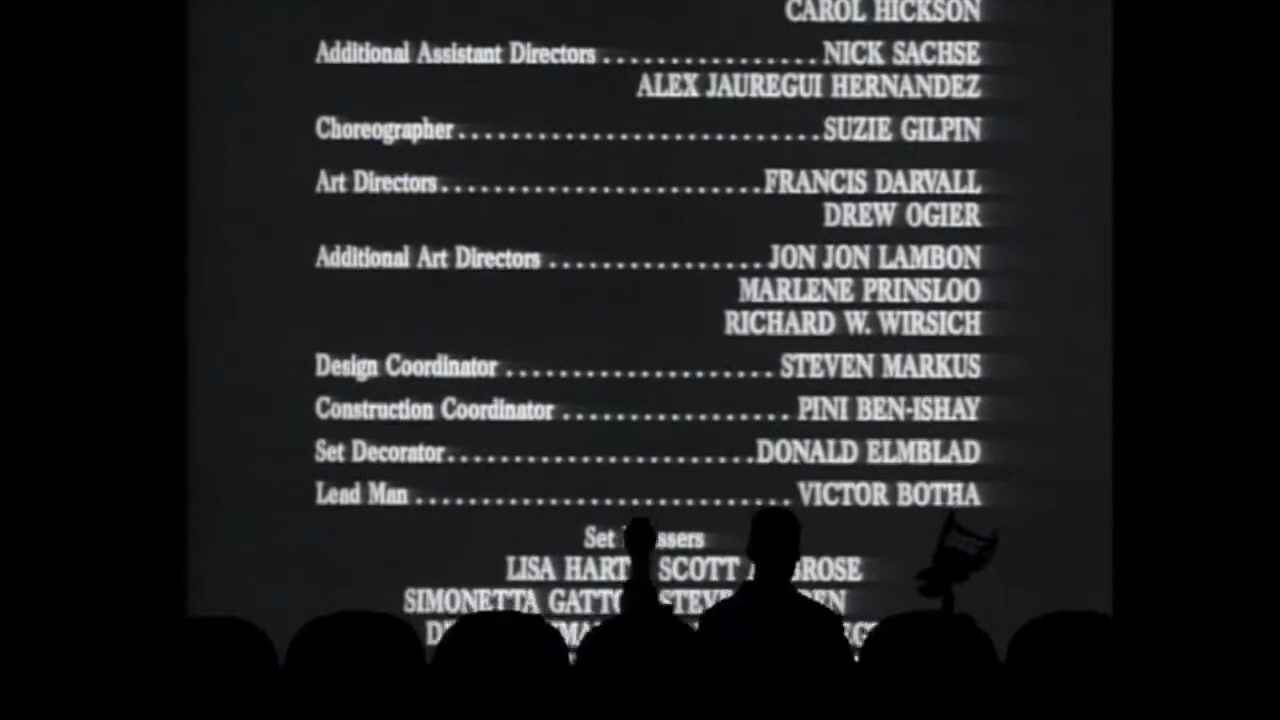 CAROL HICKSON
Additional Assistant Directors ................ NICK SACHSE
ALEX JAUREGUI HERNANDEZ
Choreographer ........................... SUZIE GILPIN
Art Directors ........................ FRANCIS DARVALL
DREW OGIER
Additional Art Directors ................ JON JON LAMBON
MARLENE PRINSLOO
RICHARD W. WIRSICH
Design Coordinator .................... STEVEN MARKUS
Construction Coordinator ................. PINI BEN-ISHAY
Set Decorator ....................... DONALD ELMBLAD
Lead Man ............................ VICTOR BOTHA
Set
LISA HART SCOTT
SIMONETTA GATTO